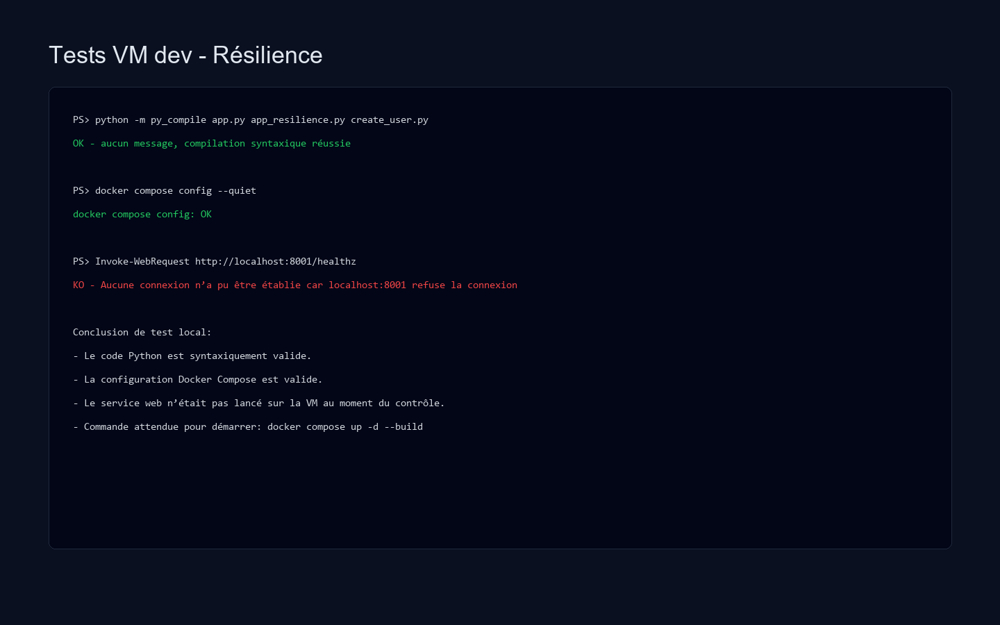 Tests VM dev - Résilience
PS> python -m py_compile app.py app_resilience.py create_user.py
OK - aucun message, compilation syntaxique réussie
PS> docker compose config --quiet
docker compose config: OK
PS> Invoke-WebRequest http://localhost:8001/healthz
KO - Aucune connexion n’a pu être établie car localhost:8001 refuse la connexion
Conclusion de test local:
- Le code Python est syntaxiquement valide.
- La configuration Docker Compose est valide.
- Le service web n’était pas lancé sur la VM au moment du contrôle.
- Commande attendue pour démarrer: docker compose up -d --build